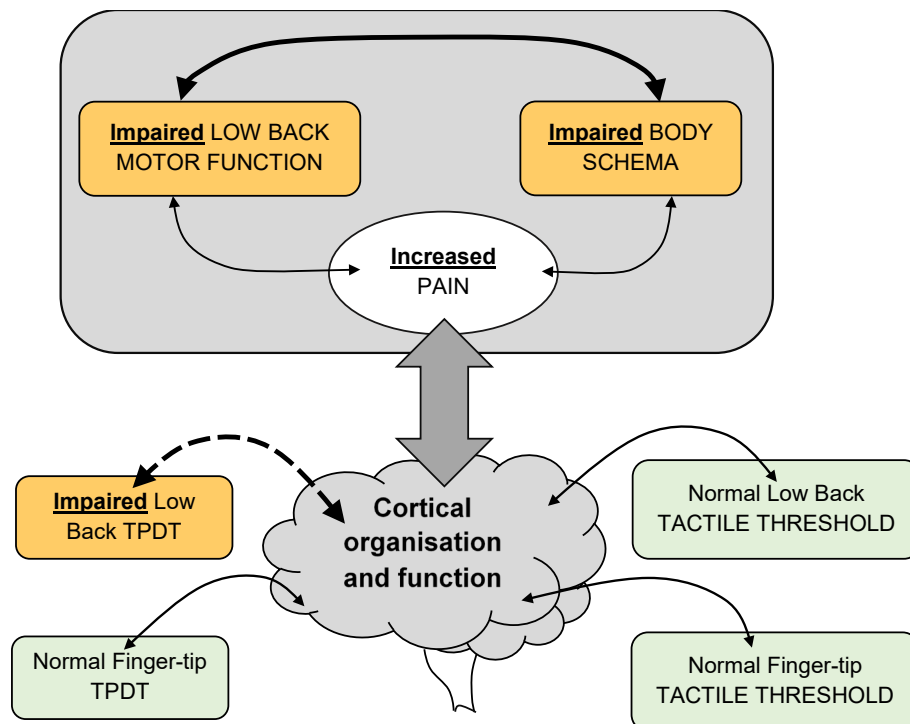 Impaired LOW BACK
MOTOR FUNCTION
Impaired BODY
SCHEMA
Increased
PAIN
Impaired Low
Back TPDT
Cortical
organisation
and function
Normal Low Back
TACTILE THRESHOLD
Normal Finger-tip
TPDT
Normal Finger-tip
TACTILE THRESHOLD